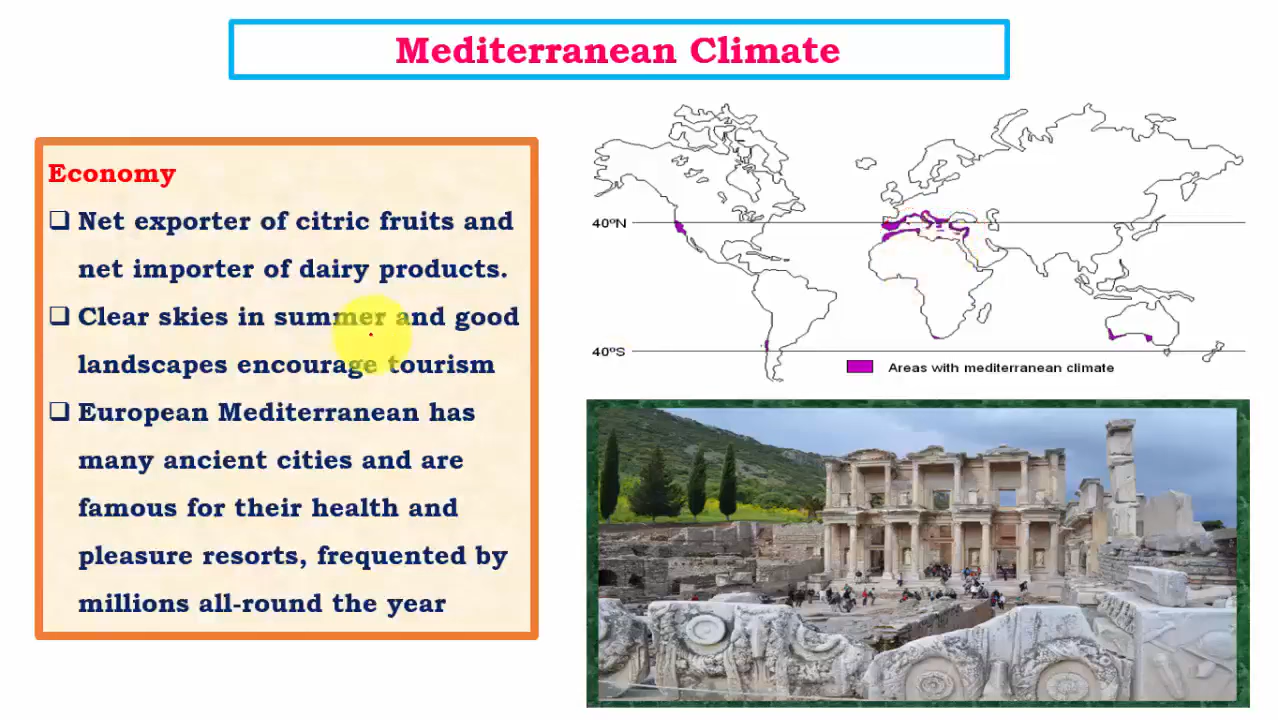 Mediterranean Climate
Economy
❑ Net exporter of citric fruits and
net importer of dairy products.
❑ Clear skies in summer and good
landscapes encourage tourism
❑ European Mediterranean has
many ancient cities and are
famous for their health and
pleasure resorts, frequented by
millions all-round the year
40ºN
40ºS
Areas with mediterranean climate